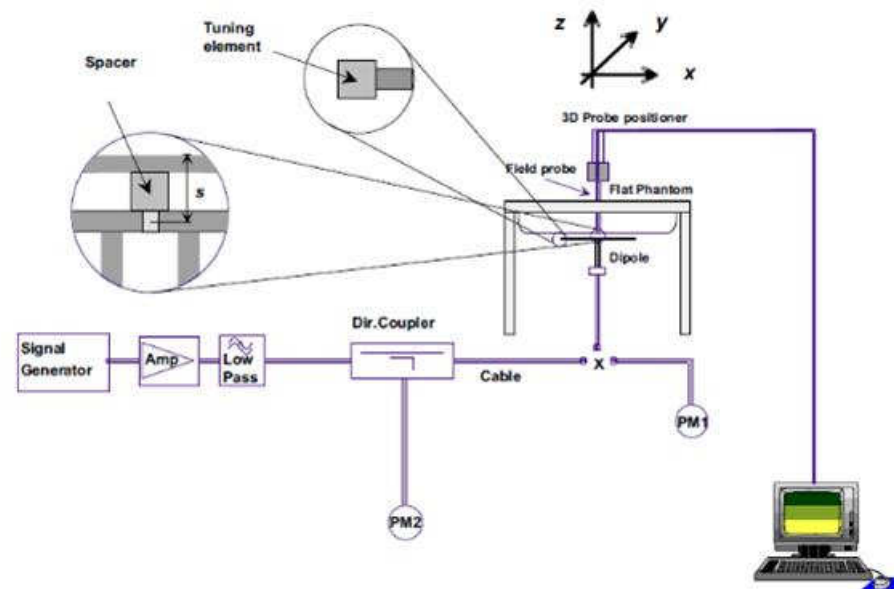 Tuning
element
Spacer
z
y
x
s
3D Probe positioner
Field probe
Flat Phantom
Dipole
Dir.Coupler
Signal
Generator
Amp
Low
Pass
Cable
X
PM1
PM2